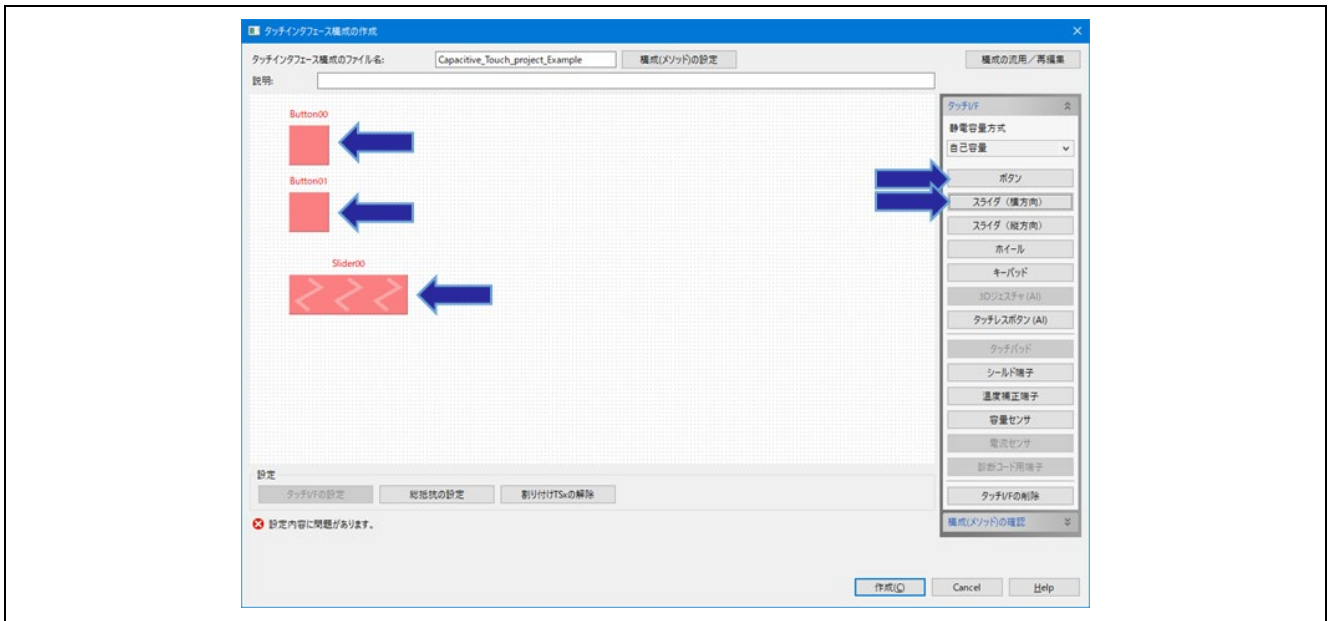 タッチインタフェース構成の作成
タッチインタフェース構成のファイル名: Capacitive_Touch_project_Example 構成(メソッド)の設定 構成の流用／再編集
説明:
タッチI/F
静電容量方式
自己容量
Button00
ボタン
Button01
スライダ（横方向）
スライダ（縦方向）
ホイール
Slider00
キーパッド
3Dジェスチャ(AI)
タッチレスボタン(AI)
タッチパッド
シールド端子
温度補正端子
容量センサ
電流センサ
診断コード用端子
設定
タッチI/Fの設定 総抵抗の設定 割り付けTSxの解除
タッチI/Fの削除
設定内容に問題があります。
構成(メソッド)の確認
作成(C) Cancel Help